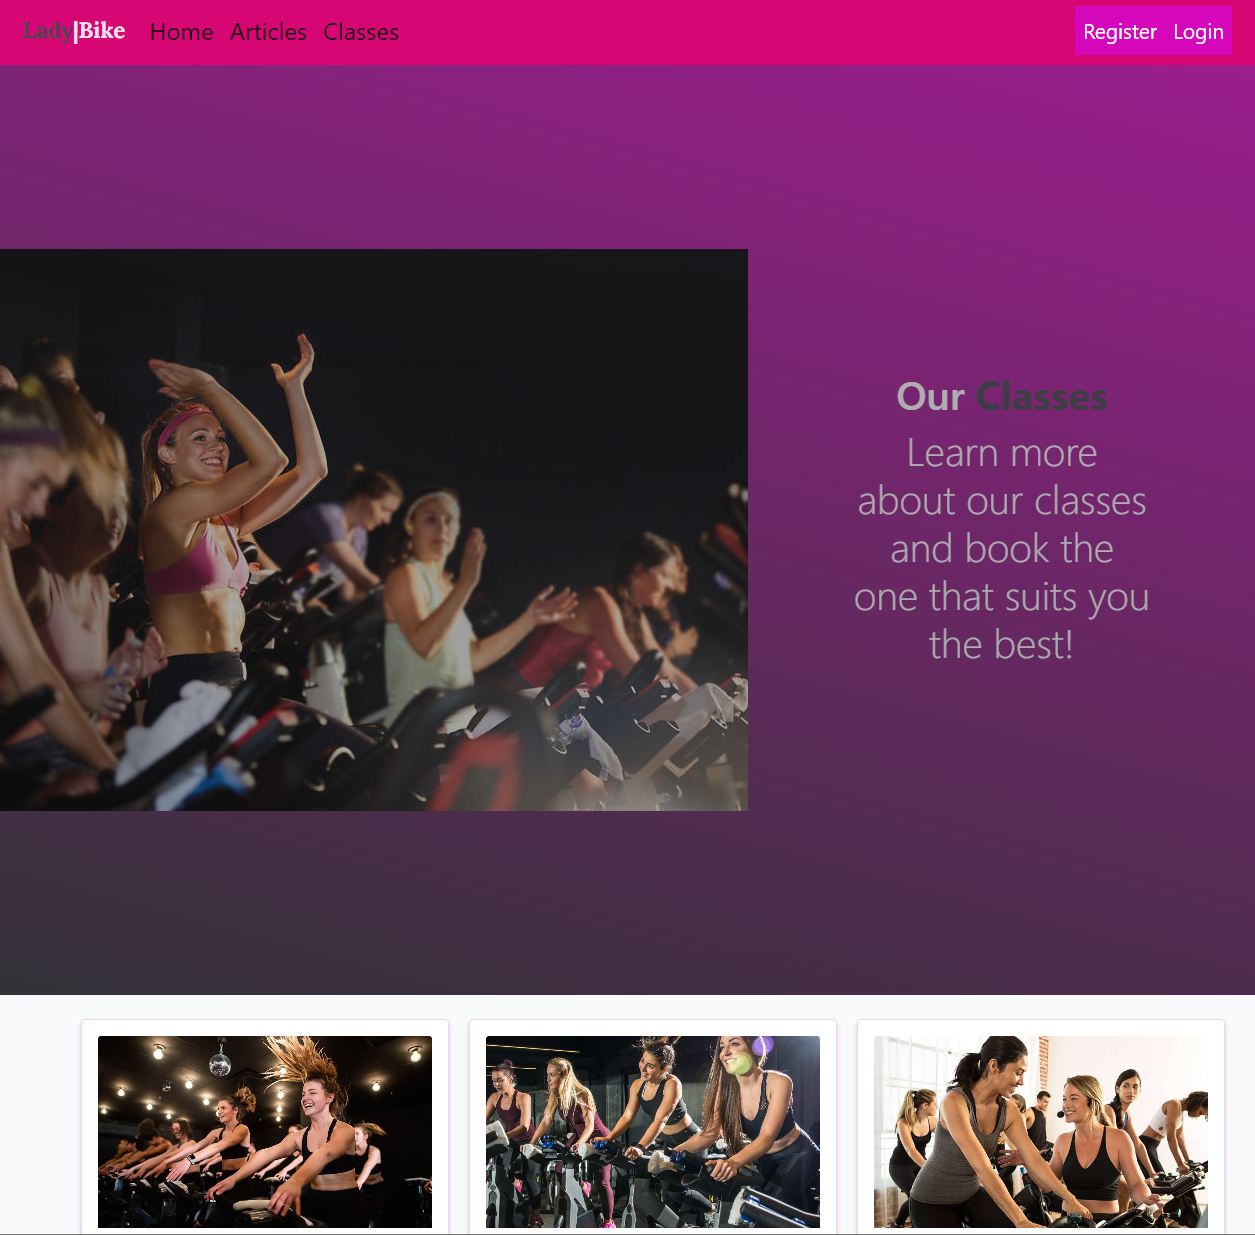 Lady|Bike Home Articles Classes Register Login
Our Classes
Learn more
about our classes
and book the
one that suits you
the best!